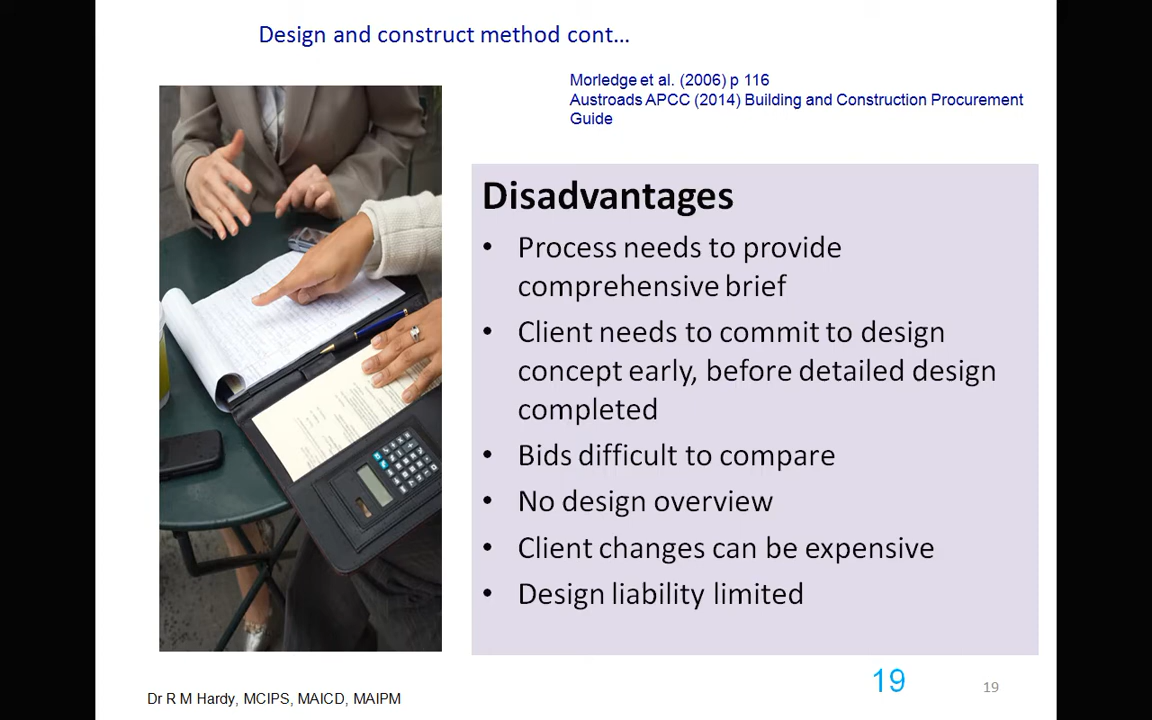 Design and construct method cont...
Morledge et al. (2006) p 116
Austroads APCC (2014) Building and Construction Procurement
Guide
Disadvantages
• Process needs to provide
comprehensive brief
• Client needs to commit to design
concept early, before detailed design
completed
• Bids difficult to compare
• No design overview
• Client changes can be expensive
• Design liability limited
Dr R M Hardy, MCIPS, MAICD, MAIPM
19
19